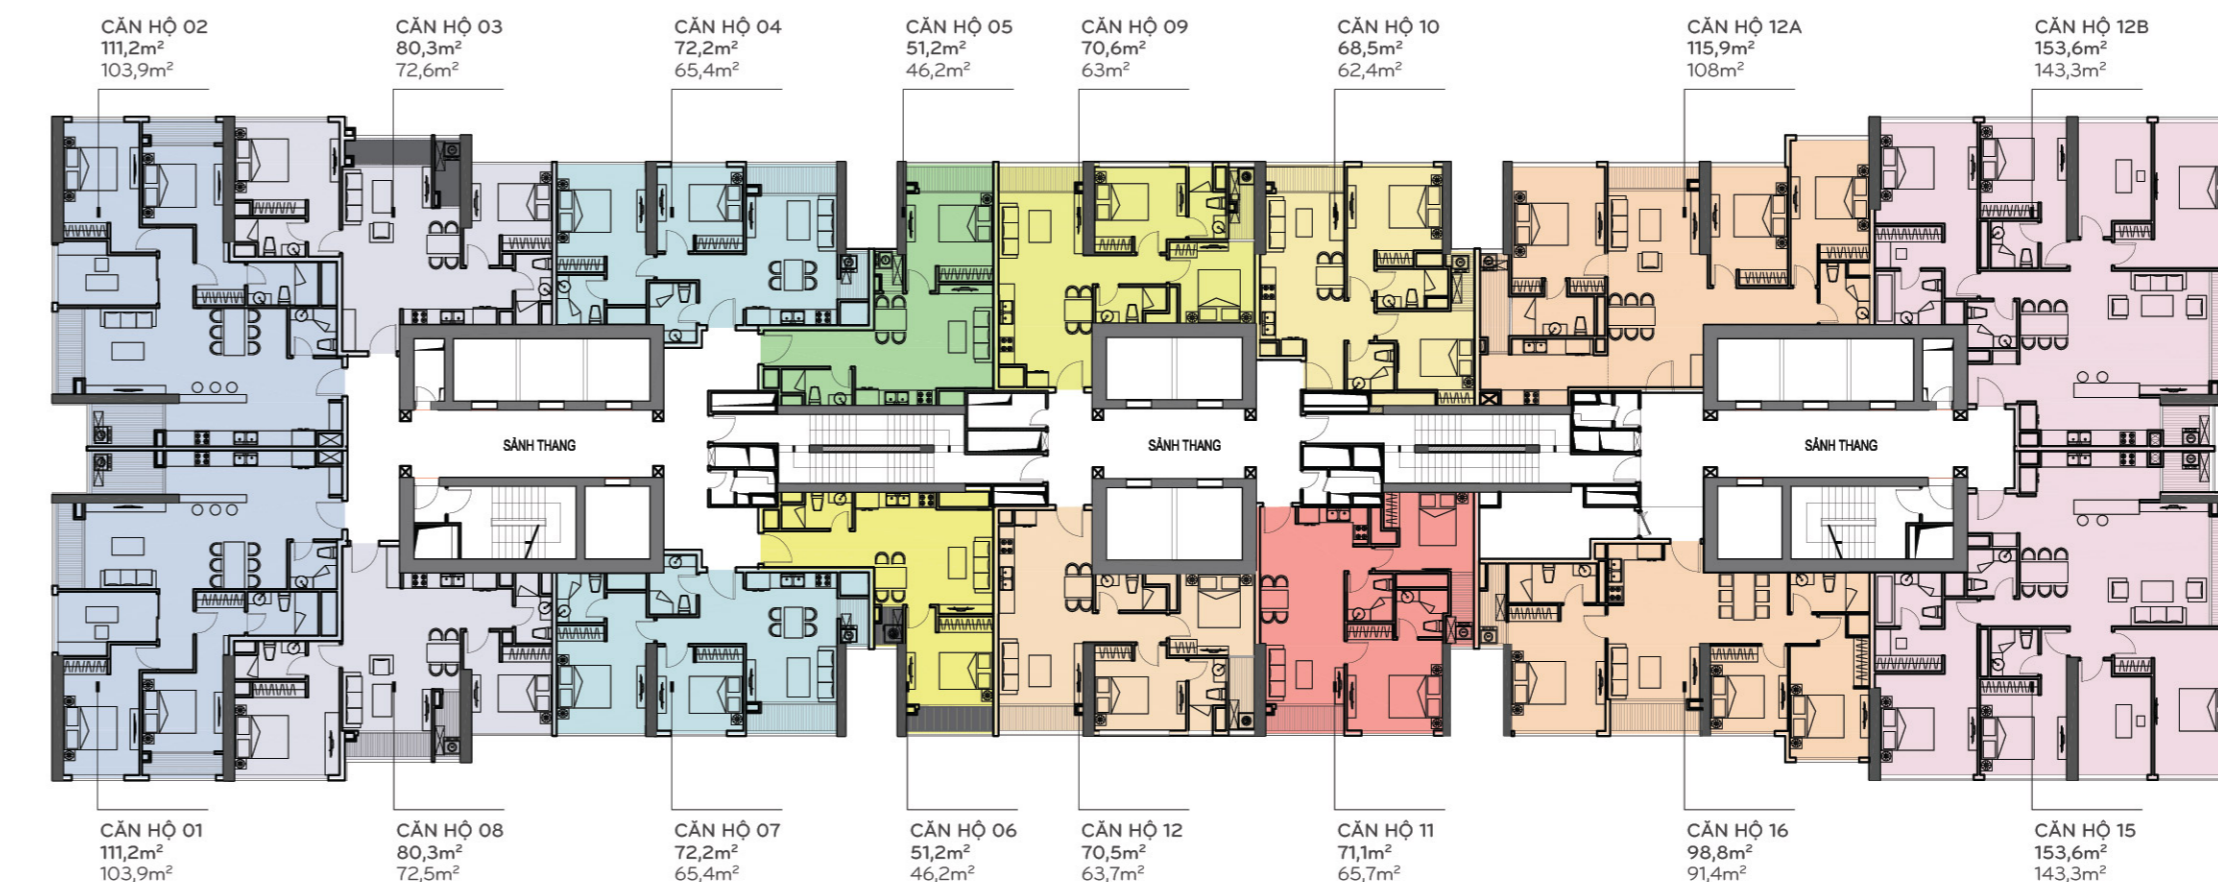 CĂN HỘ 02
111,2m²
103,9m²
CĂN HỘ 03
80,3m²
72,6m²
CĂN HỘ 04
72,2m²
65,4m²
CĂN HỘ 05
51,2m²
46,2m²
CĂN HỘ 09
70,6m²
63m²
CĂN HỘ 10
68,5m²
62,4m²
CĂN HỘ 12A
115,9m²
108m²
CĂN HỘ 12B
153,6m²
143,3m²
SẢNH THANG
SẢNH THANG
SẢNH THANG
CĂN HỘ 01
111,2m²
103,9m²
CĂN HỘ 08
80,3m²
72,5m²
CĂN HỘ 07
72,2m²
65,4m²
CĂN HỘ 06
51,2m²
46,2m²
CĂN HỘ 12
70,5m²
63,7m²
CĂN HỘ 11
71,1m²
65,7m²
CĂN HỘ 16
98,8m²
91,4m²
CĂN HỘ 15
153,6m²
143,3m²